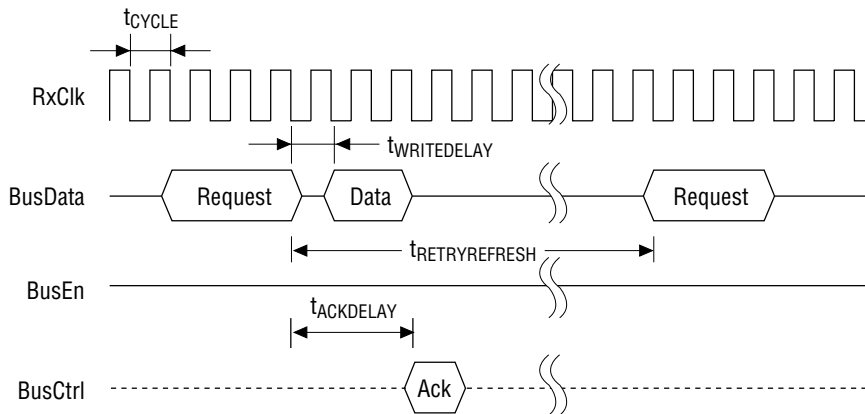 tCYCLE
RxClk
tWRITEDELAY
BusData
Request
Data
Request
tRETRYREFRESH
BusEn
tACKDELAY
BusCtrl
Ack